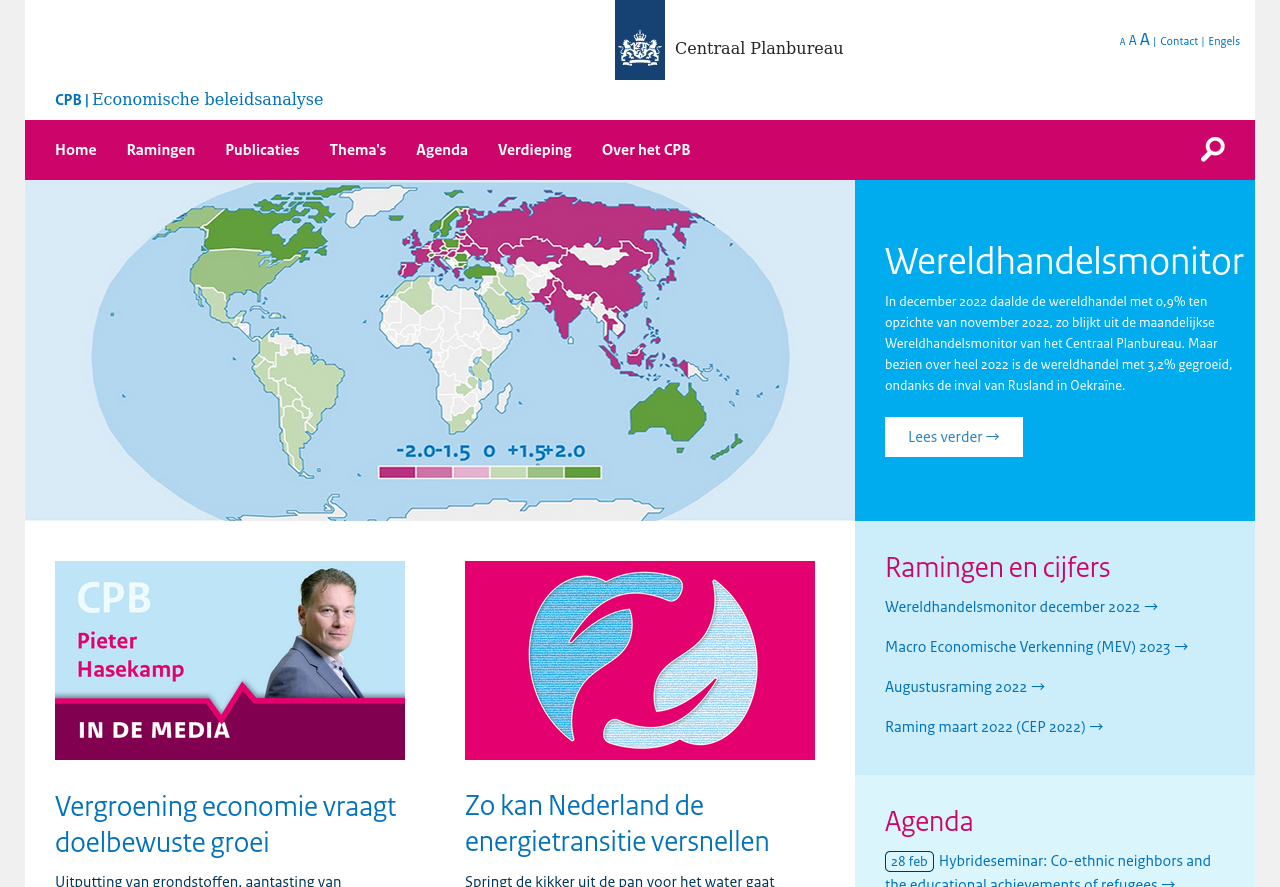 Centraal Planbureau
A A A | Contact | Engels
CPB | Economische beleidsanalyse
Home Ramingen Publicaties Thema's Agenda Verdieping Over het CPB
-2.0 -1.5 0 +1.5 +2.0
Wereldhandelsmonitor
In december 2022 daalde de wereldhandel met 0,9% ten
opzichte van november 2022, zo blijkt uit de maandelijkse
Wereldhandelsmonitor van het Centraal Planbureau. Maar
bezien over heel 2022 is de wereldhandel met 3,2% gegroeid,
ondanks de inval van Rusland in Oekraïne.
Lees verder →
CPB
Pieter
Hasekamp
IN DE MEDIA
Vergroening economie vraagt
doelbewuste groei
Uitputting van grondstoffen, aantasting van
Zo kan Nederland de
energietransitie versnellen
Springt de kikker uit de pan voor het water gaat
Ramingen en cijfers
Wereldhandelsmonitor december 2022 →
Macro Economische Verkenning (MEV) 2023 →
Augustusraming 2022 →
Raming maart 2022 (CEP 2022) →
Agenda
28 feb Hybrideseminar: Co-ethnic neighbors and
the educational achievements of refugees →